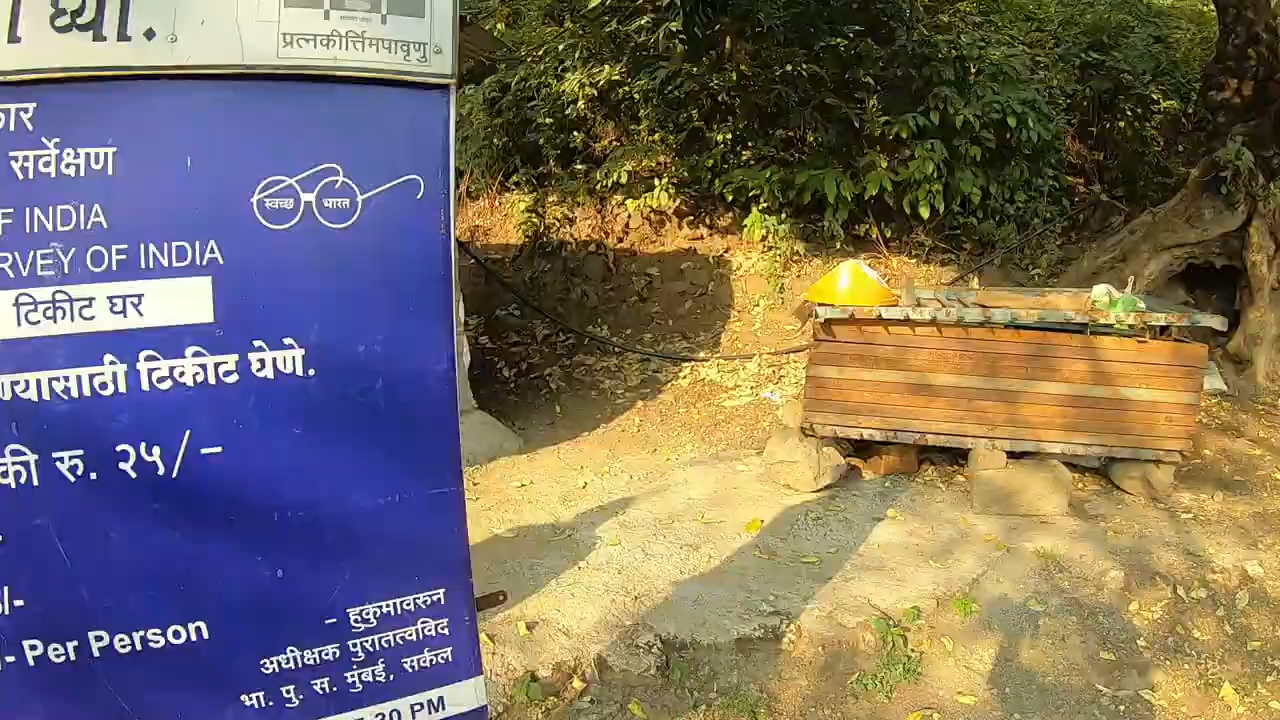 घ्या.
प्रत्नकीर्त्तिमपावृणु
सर्वेक्षण
स्वच्छ भारत
F INDIA
RVEY OF INDIA
टिकीट घर
ण्यासाठी टिकीट घेणे.
की रु. २५/-
/-
/- Per Person
- हुकुमावरुन
अधीक्षक पुरातत्वविद
भा. पु. स. मुंबई, सर्कल
30 PM